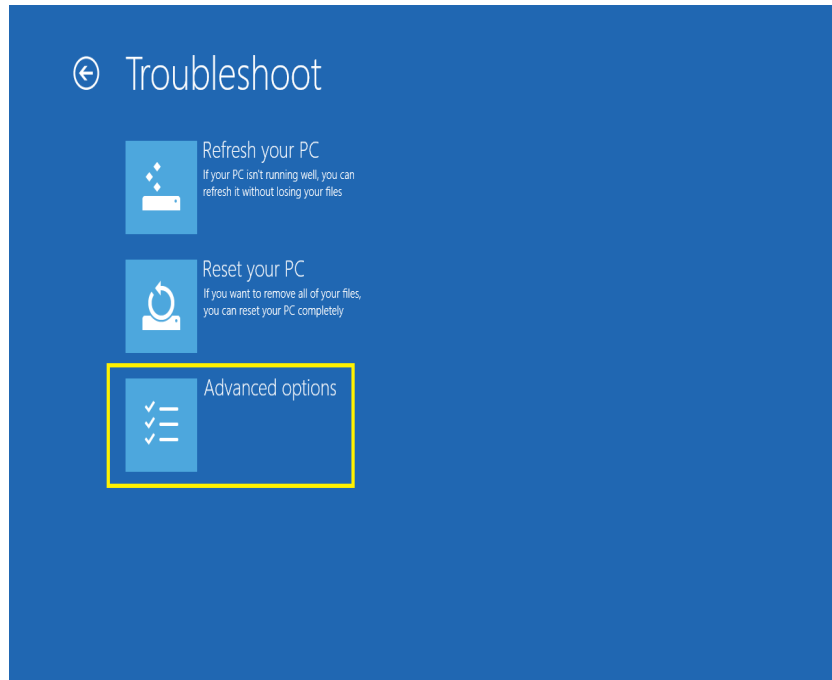 Troubleshoot
Refresh your PC
If your PC isn't running well, you can
refresh it without losing your files
Reset your PC
If you want to remove all of your files,
you can reset your PC completely
Advanced options